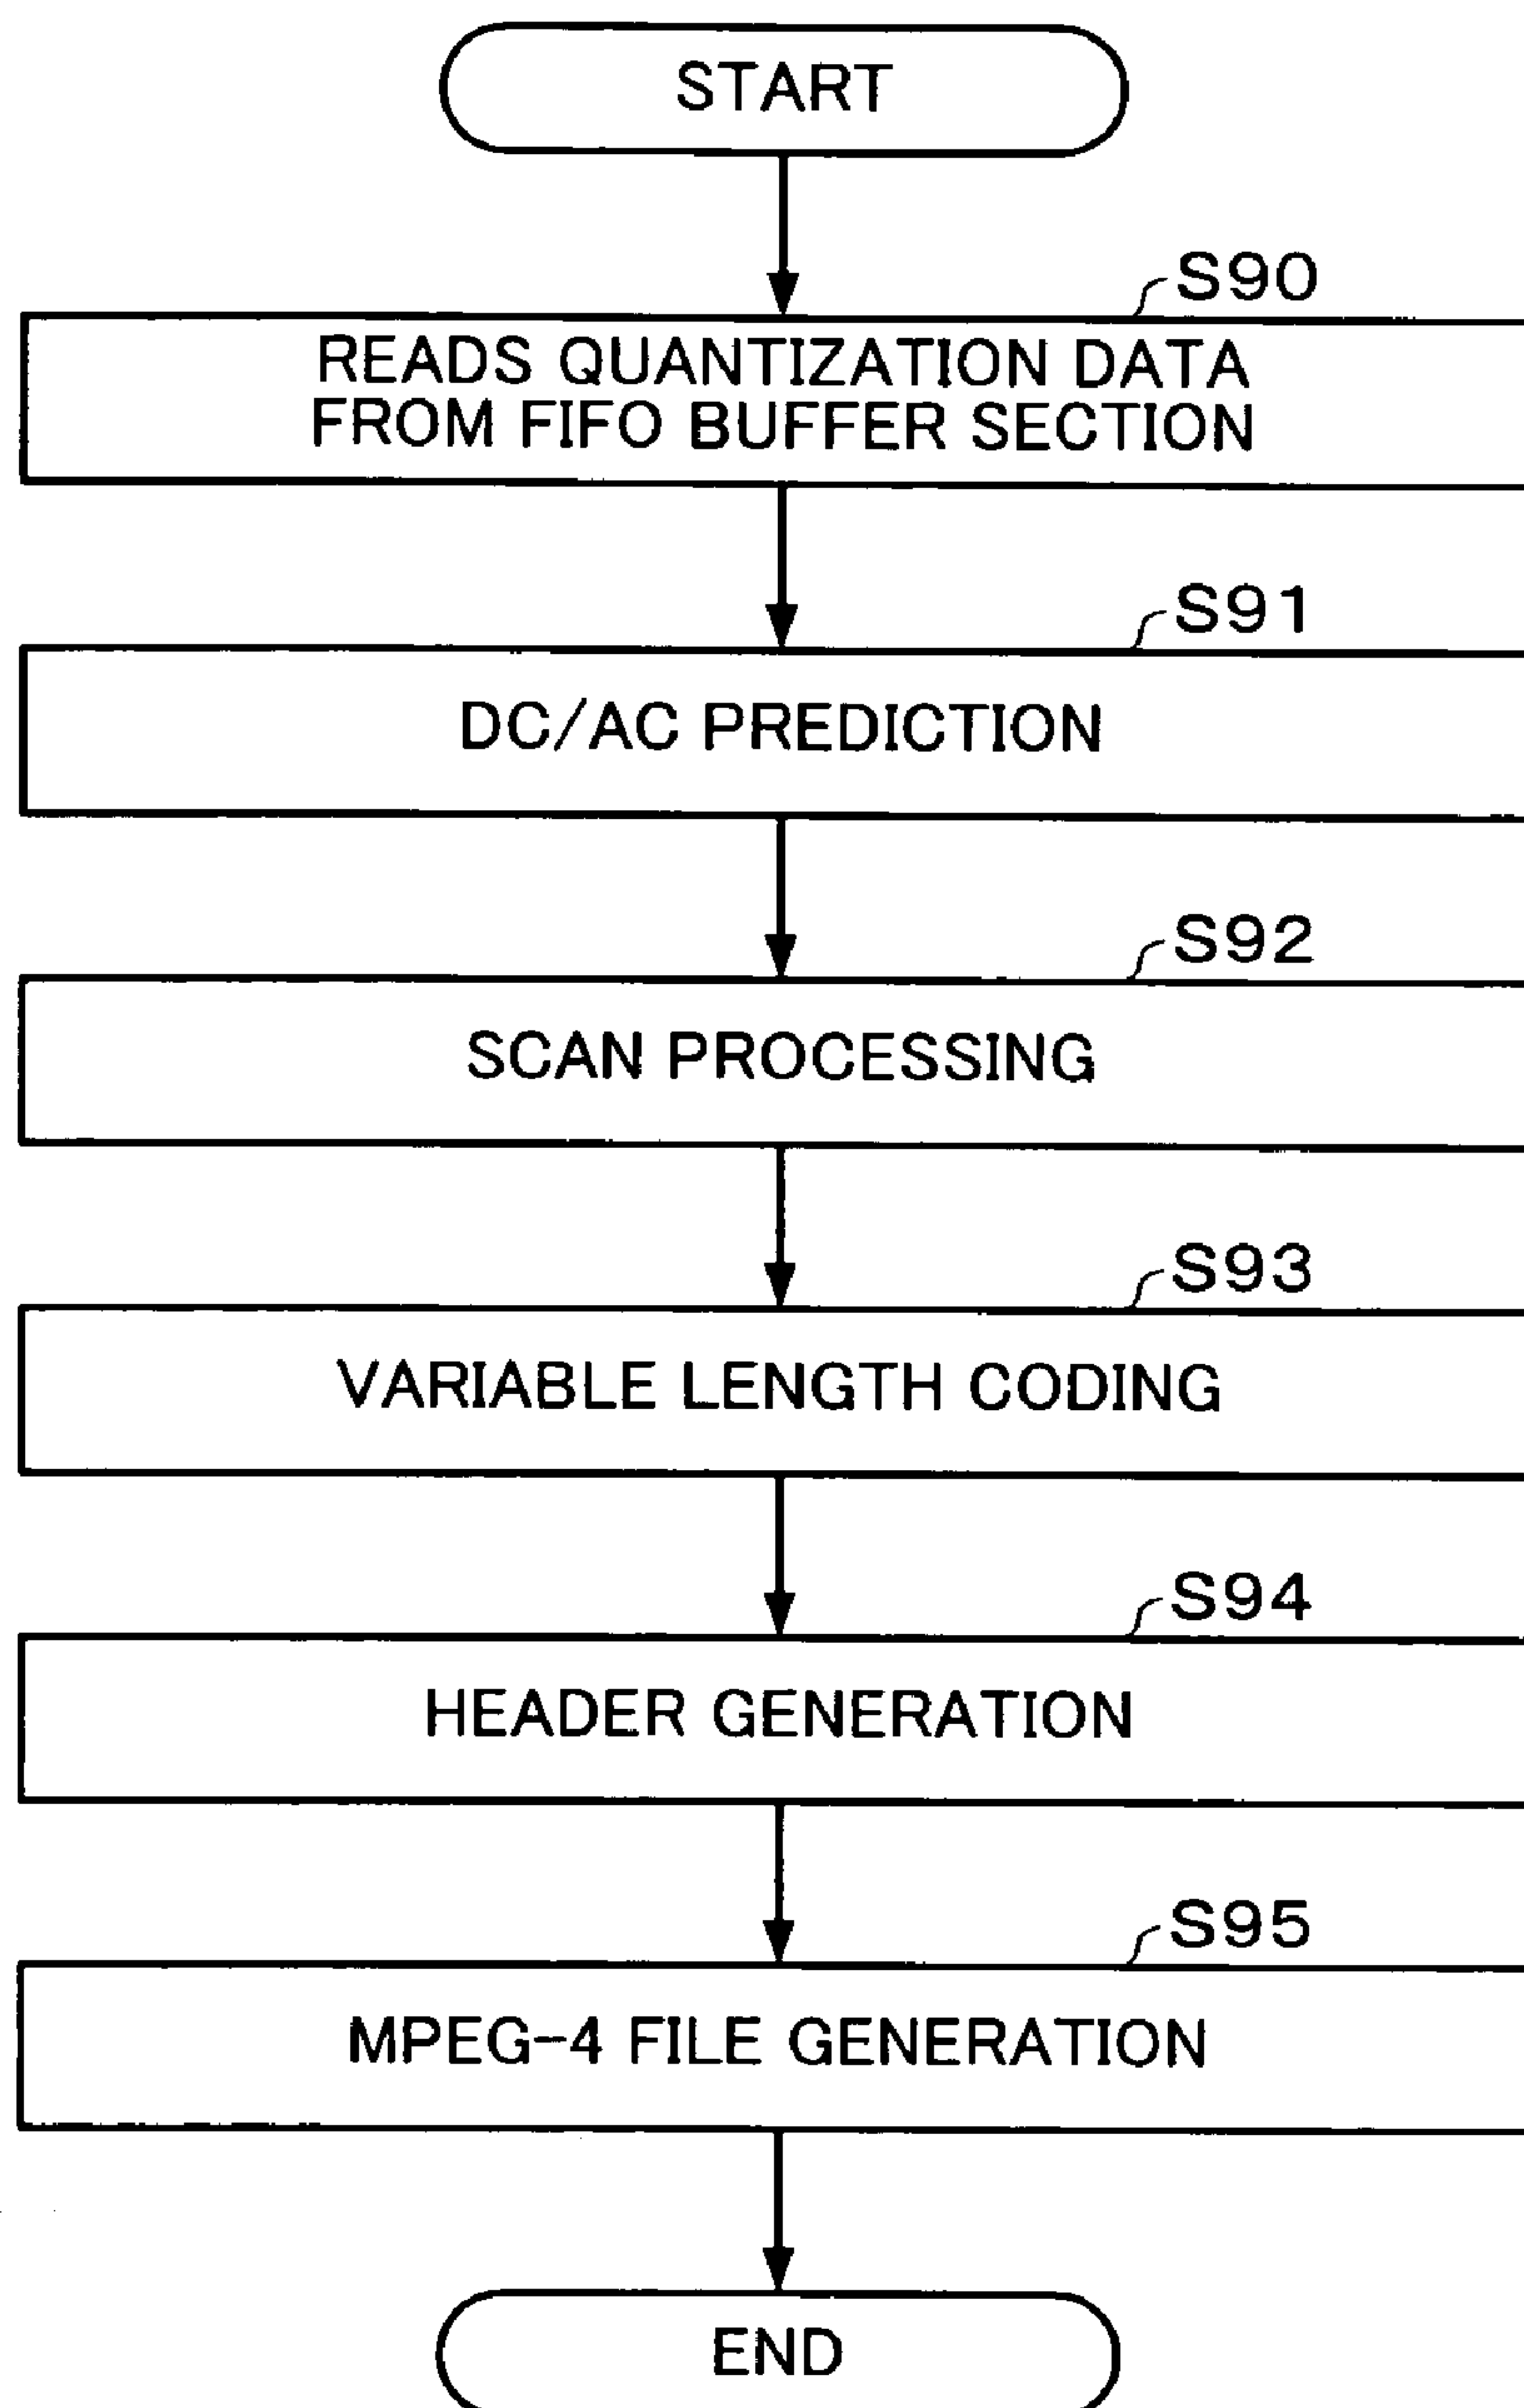 START
S90
READS QUANTIZATION DATA
FROM FIFO BUFFER SECTION
S91
DC/AC PREDICTION
S92
SCAN PROCESSING
S93
VARIABLE LENGTH CODING
S94
HEADER GENERATION
S95
MPEG-4 FILE GENERATION
END